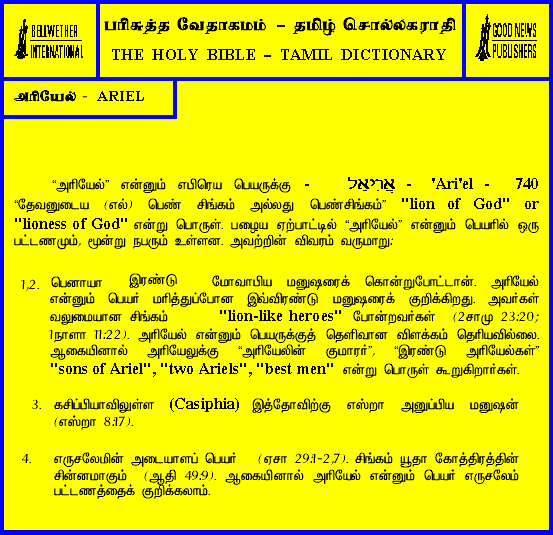 BELLWETHER
INTERNATIONAL
பரிசுத்த வேதாகமம் - தமிழ் சொல்லகராதி
THE HOLY BIBLE - TAMIL DICTIONARY
GOOD NEWS
PUBLISHERS
அரியேல் - ARIEL
“அரியேல்” என்னும் எபிரெய பெயருக்கு - אֲרִיאֵל - 'Ari'el - 740
“தேவனுடைய (எல்) பெண் சிங்கம் அல்லது பெண்சிங்கம்” "lion of God" or
"lioness of God" என்று பொருள். பழைய ஏற்பாட்டில் “அரியேல்” என்னும் பெயரில் ஒரு
பட்டணமும், மூன்று நபரும் உள்ளன. அவற்றின் விவரம் வருமாறு;
1,2. பெனாயா இரண்டு மோவாபிய மனுஷரைக் கொன்றுபோட்டான். அரியேல்
என்னும் பெயர் மரித்துப்போன இவ்விரண்டு மனுஷரைக் குறிக்கிறது. அவர்கள்
வலுமையான சிங்கம் "lion-like heroes" போன்றவர்கள் (2சாமு 23:20;
1நாளா 11:22). அரியேல் என்னும் பெயருக்குத் தெளிவான விளக்கம் தெரியவில்லை.
ஆகையினால் அரியேலுக்கு “அரியேலின் குமாரர்”, “இரண்டு அரியேல்கள்”
"sons of Ariel", "two Ariels", "best men" என்று பொருள் கூறுகிறார்கள்.
3. கசிப்பியாவிலுள்ள (Casiphia) இத்தோவிற்கு எஸ்றா அனுப்பிய மனுஷன்
(எஸ்றா 8:17).
4. எருசலேமின் அடையாளப் பெயர் (ஏசா 29:1-2,7). சிங்கம் யூதா கோத்திரத்தின்
சின்னமாகும் (ஆதி 49:9). ஆகையினால் அரியேல் என்னும் பெயர் எருசலேம்
பட்டணத்தைக் குறிக்கலாம்.